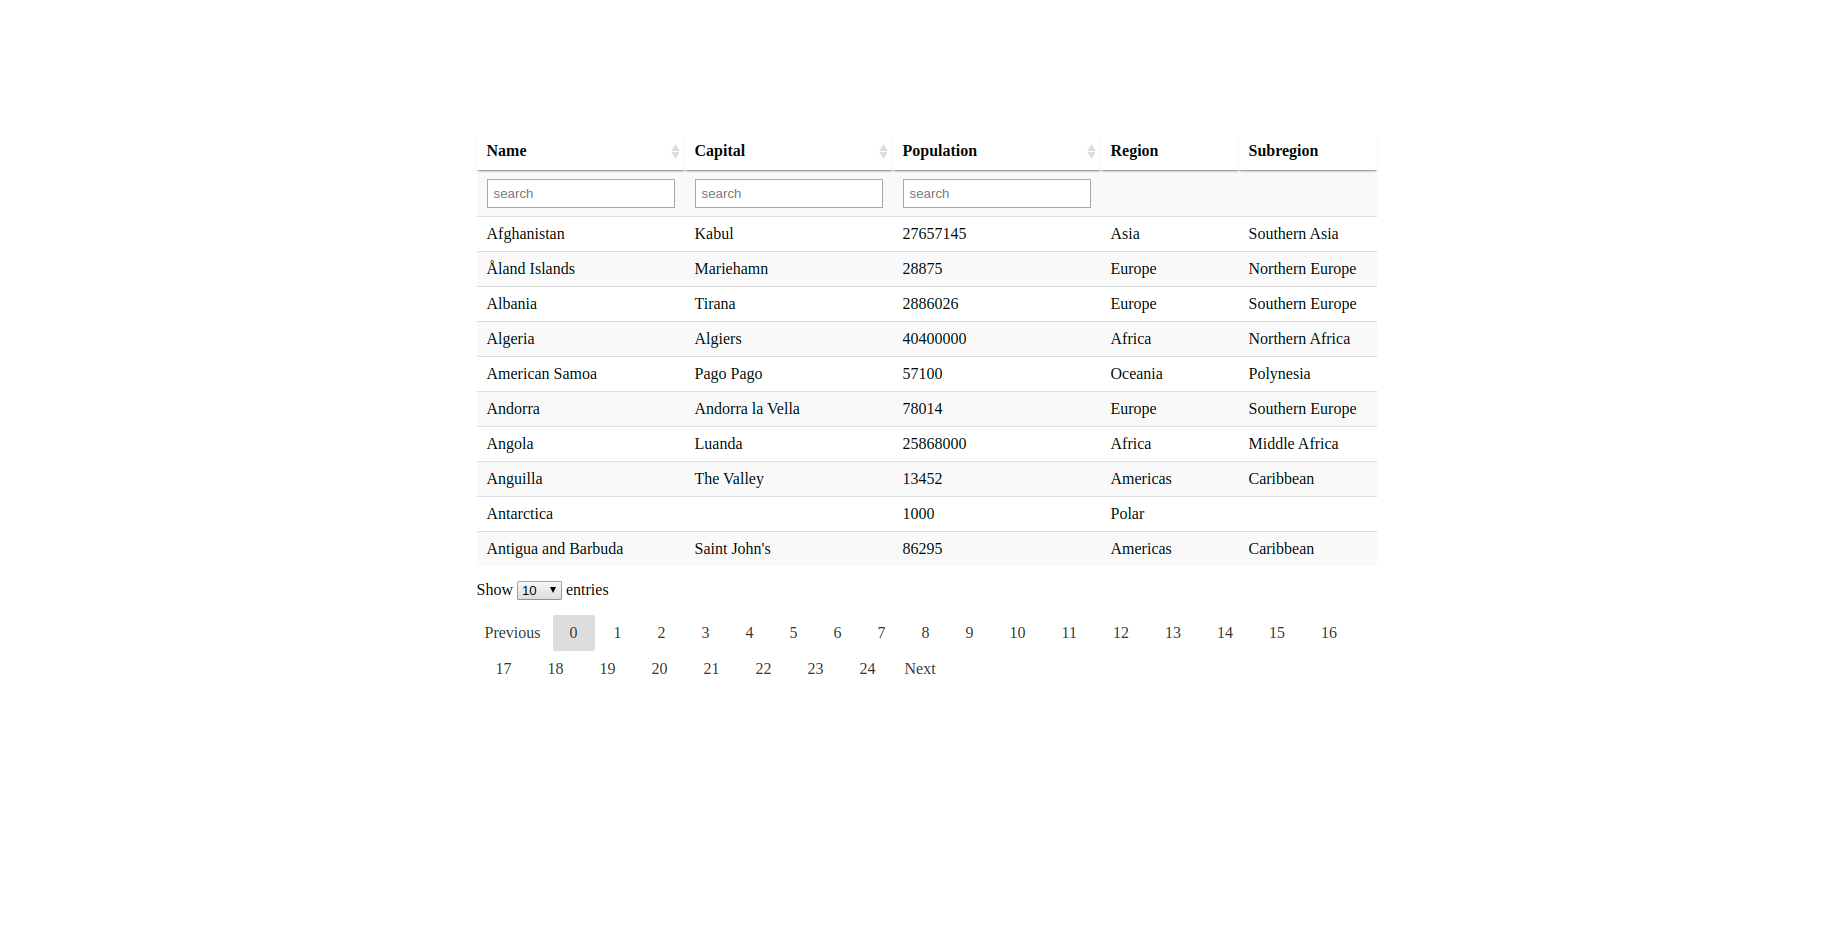 Name Capital Population Region Subregion
search search search
Afghanistan Kabul 27657145 Asia Southern Asia
Åland Islands Mariehamn 28875 Europe Northern Europe
Albania Tirana 2886026 Europe Southern Europe
Algeria Algiers 40400000 Africa Northern Africa
American Samoa Pago Pago 57100 Oceania Polynesia
Andorra Andorra la Vella 78014 Europe Southern Europe
Angola Luanda 25868000 Africa Middle Africa
Anguilla The Valley 13452 Americas Caribbean
Antarctica 1000 Polar
Antigua and Barbuda Saint John's 86295 Americas Caribbean
Show 10 entries
Previous 0 1 2 3 4 5 6 7 8 9 10 11 12 13 14 15 16
17 18 19 20 21 22 23 24 Next